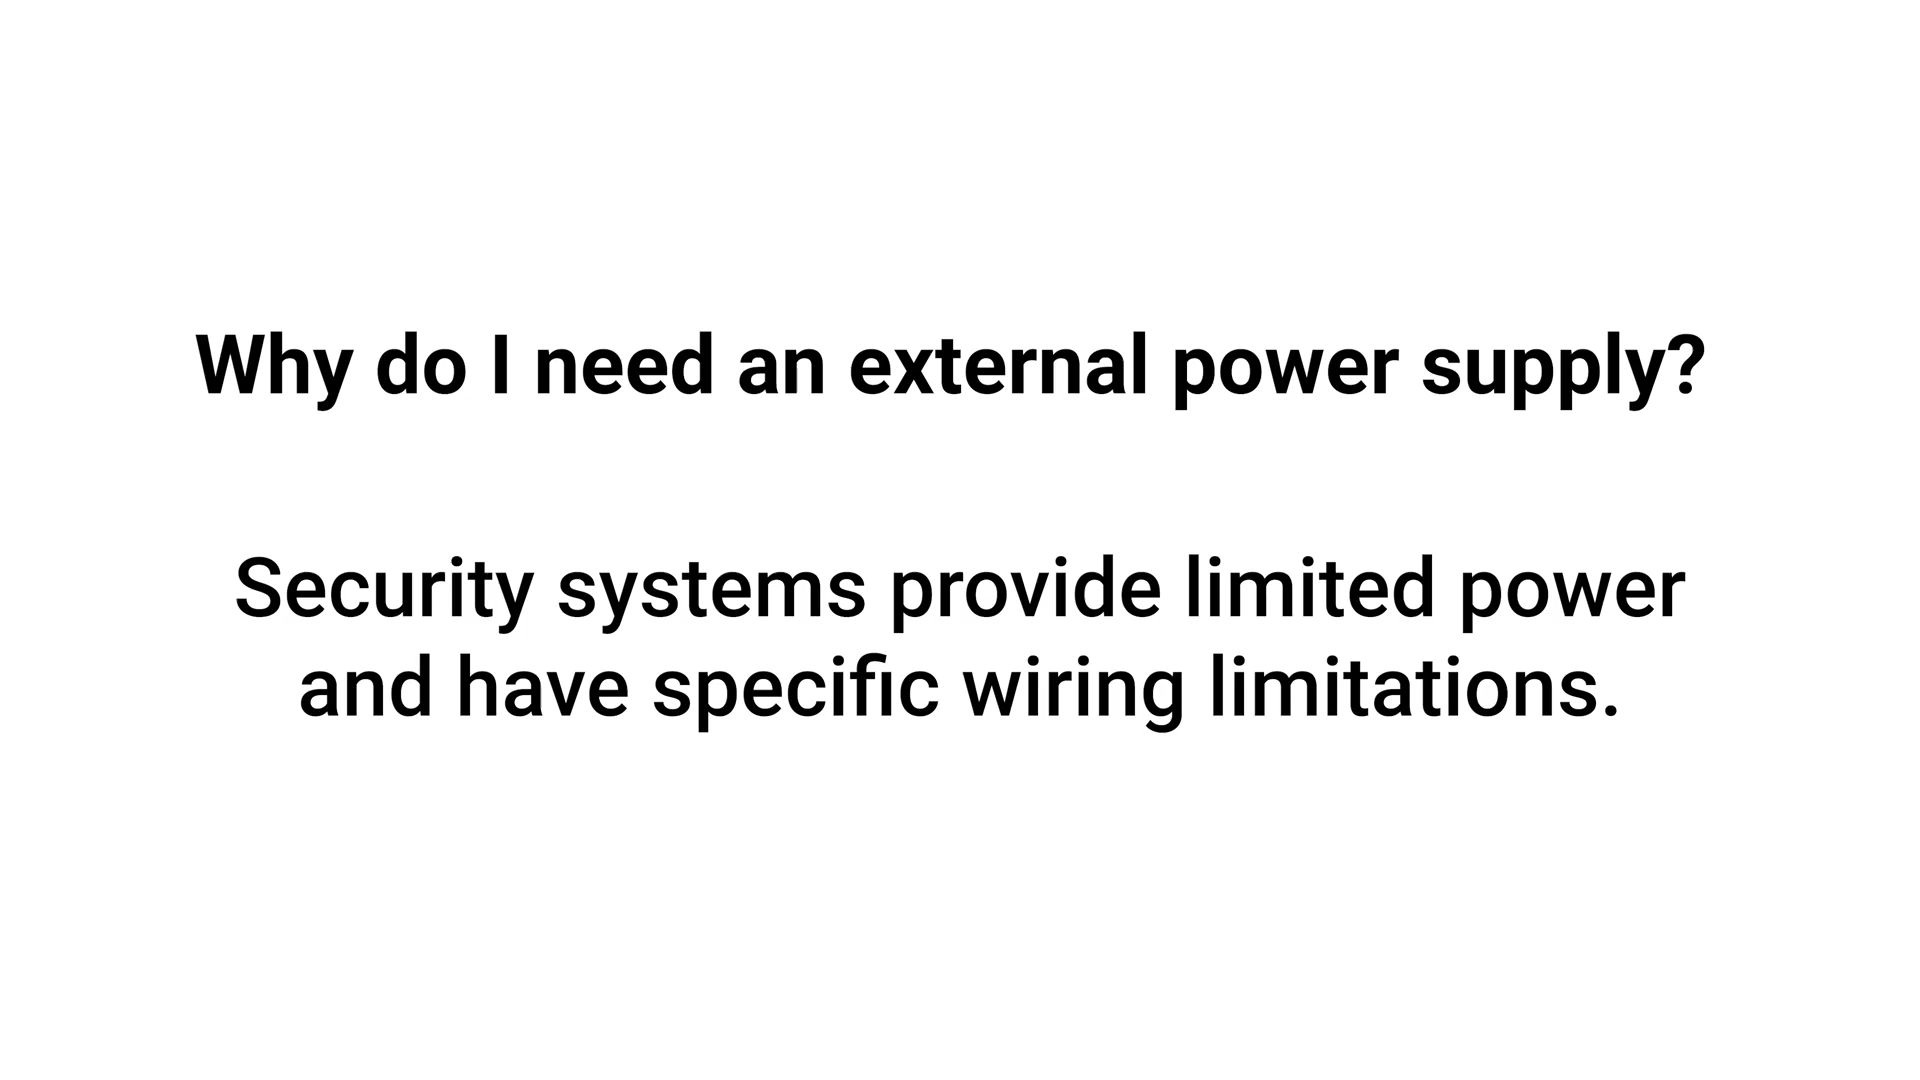 Why do I need an external power supply?
Security systems provide limited power
and have specific wiring limitations.